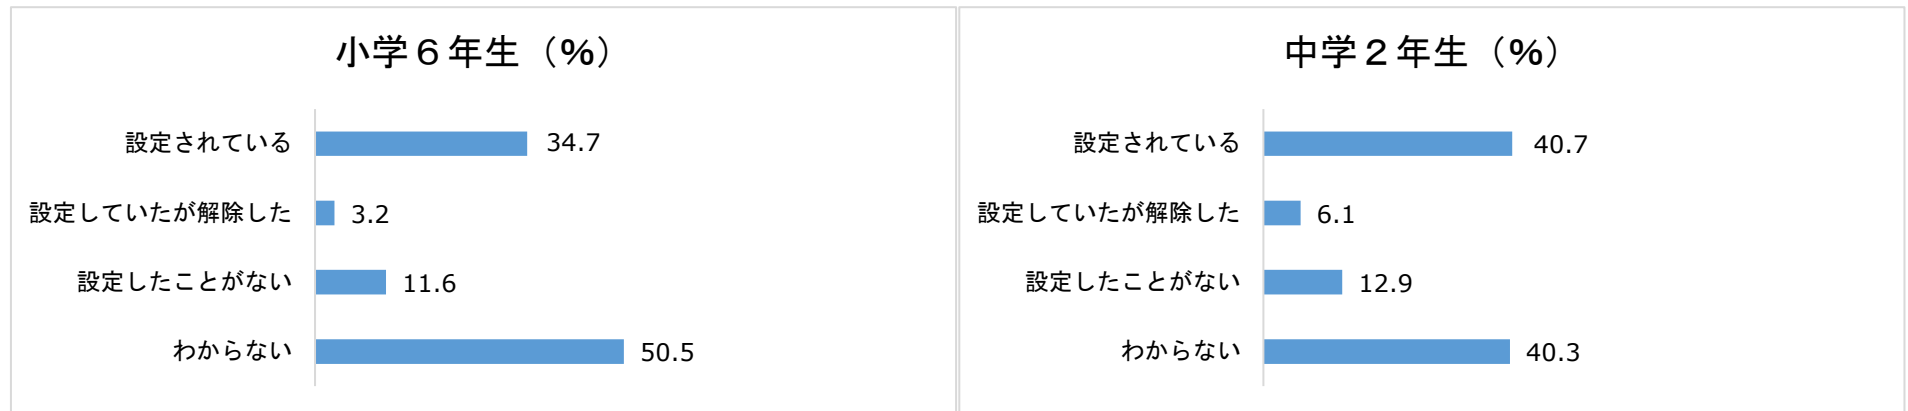 小学６年生（%）
設定されている 34.7
設定していたが解除した 3.2
設定したことがない 11.6
わからない 50.5
中学２年生（%）
設定されている 40.7
設定していたが解除した 6.1
設定したことがない 12.9
わからない 40.3